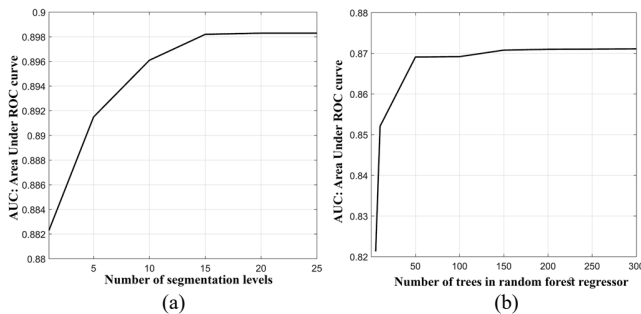 0.9
0.898
0.896
0.894
0.892
0.89
0.888
0.886
0.884
0.882
0.88
AUC: Area Under ROC curve
5 10 15 20 25
Number of segmentation levels
(a)
0.88
0.87
0.86
0.85
0.84
0.83
0.82
AUC: Area Under ROC curve
50 100 150 200 250 300
Number of trees in random forest regressor
(b)